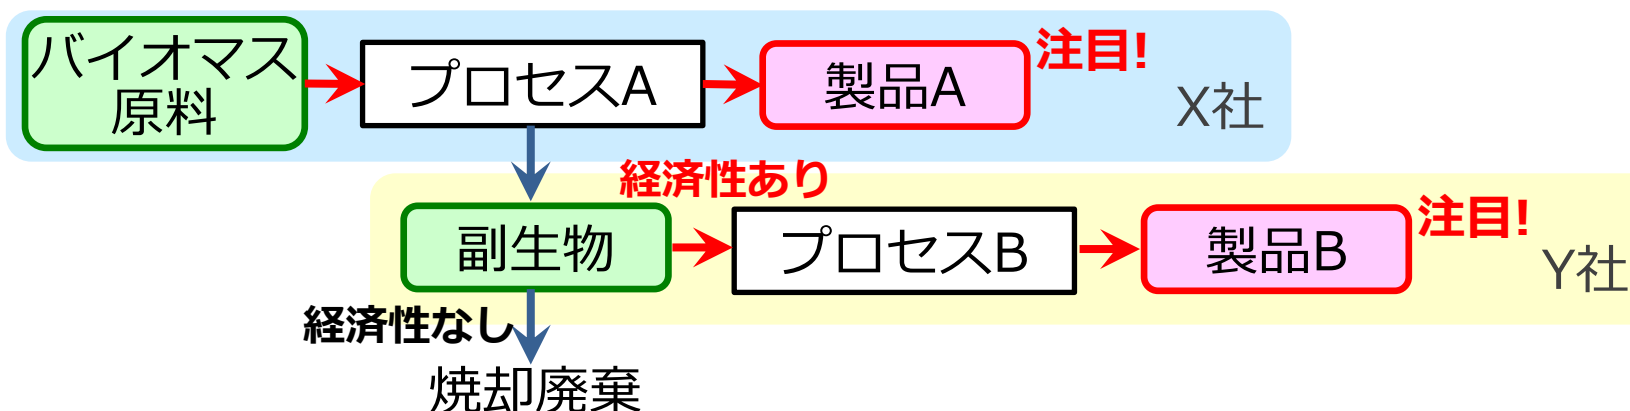 バイオマス
原料
プロセスA
製品A
注目!
X社
経済性あり
副生物
プロセスB
製品B
注目!
Y社
経済性なし
焼却廃棄